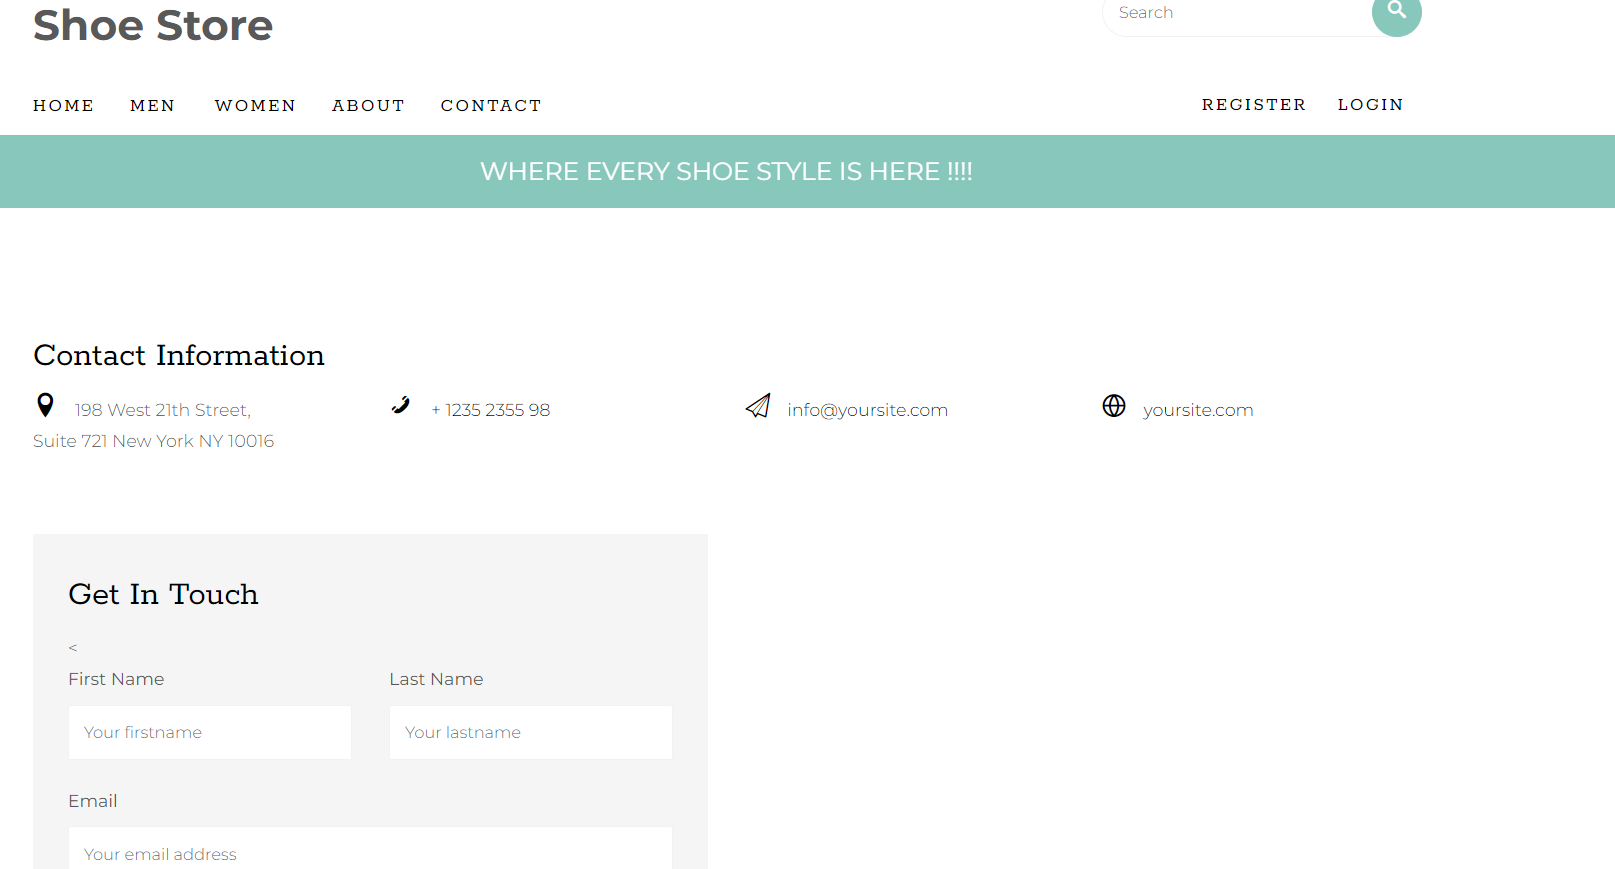 Shoe Store
Search
HOME MEN WOMEN ABOUT CONTACT REGISTER LOGIN
WHERE EVERY SHOE STYLE IS HERE !!!!
Contact Information
198 West 21th Street,
Suite 721 New York NY 10016
+ 1235 2355 98
info@yoursite.com
yoursite.com
Get In Touch
<
First Name Last Name
Your firstname Your lastname
Email
Your email address